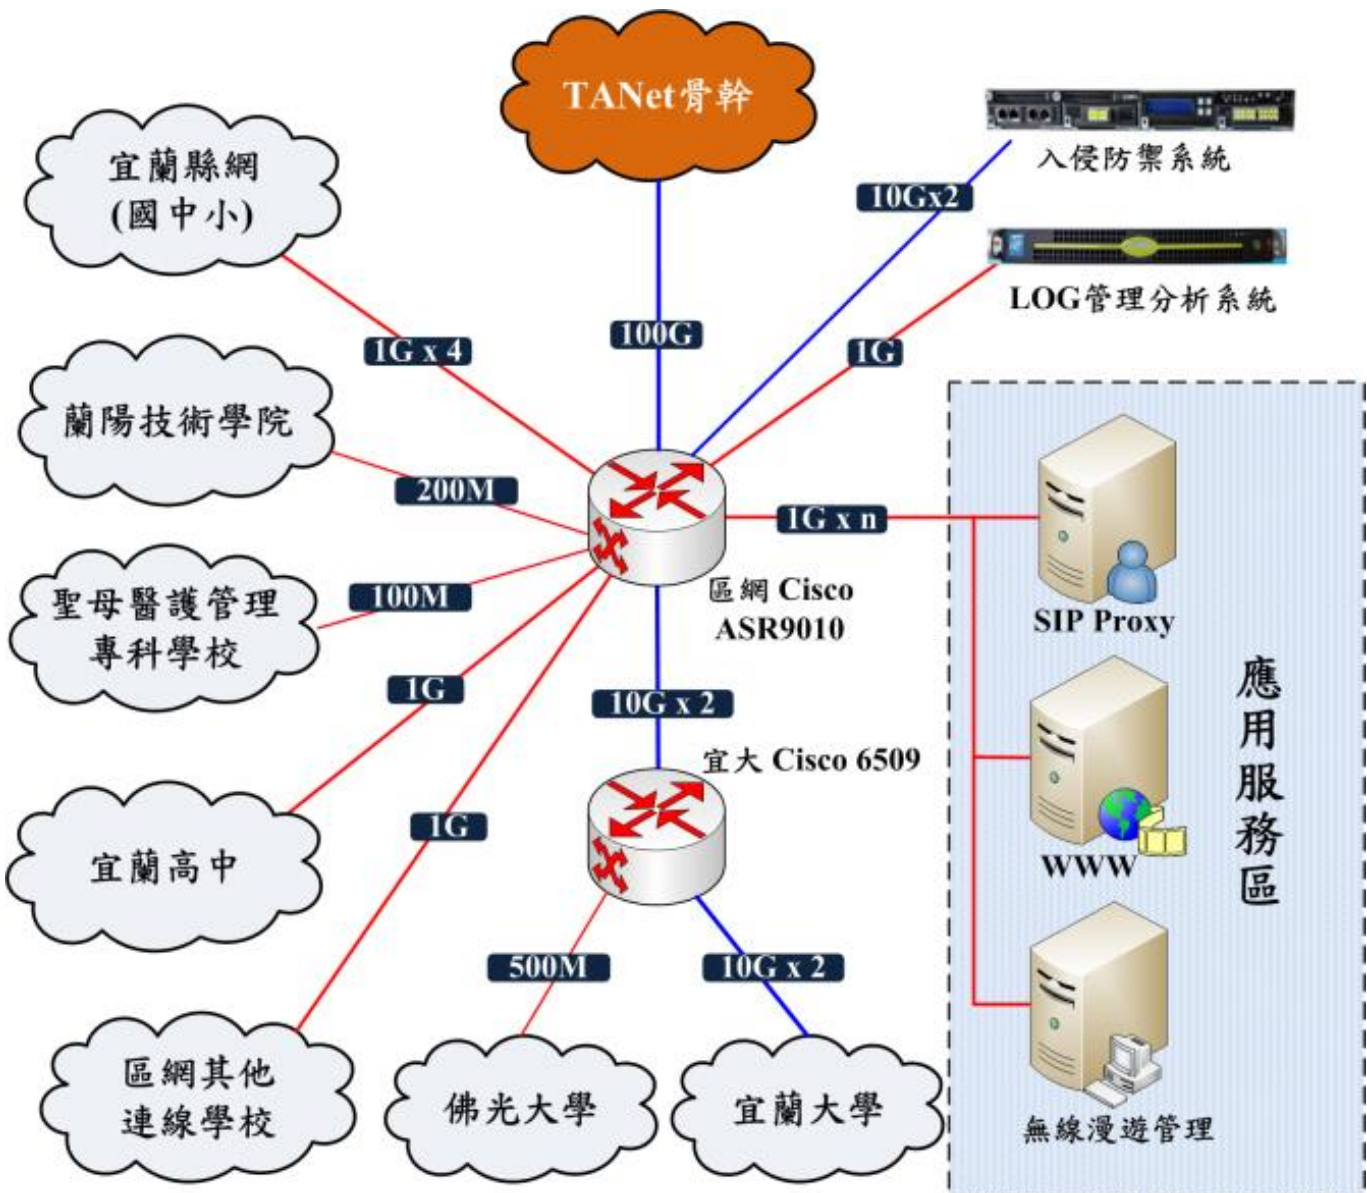 TANet骨幹
宜蘭縣網
(國中小)
入侵防禦系統
10Gx2
LOG管理分析系統
100G
1G x 4
1G
蘭陽技術學院
200M
1G x n
SIP Proxy
聖母醫護管理
專科學校
100M
區網 Cisco
ASR9010
1G
10G x 2
應用服務區
宜大 Cisco 6509
宜蘭高中
1G
WWW
500M
10G x 2
區網其他
連線學校
佛光大學
宜蘭大學
無線漫遊管理